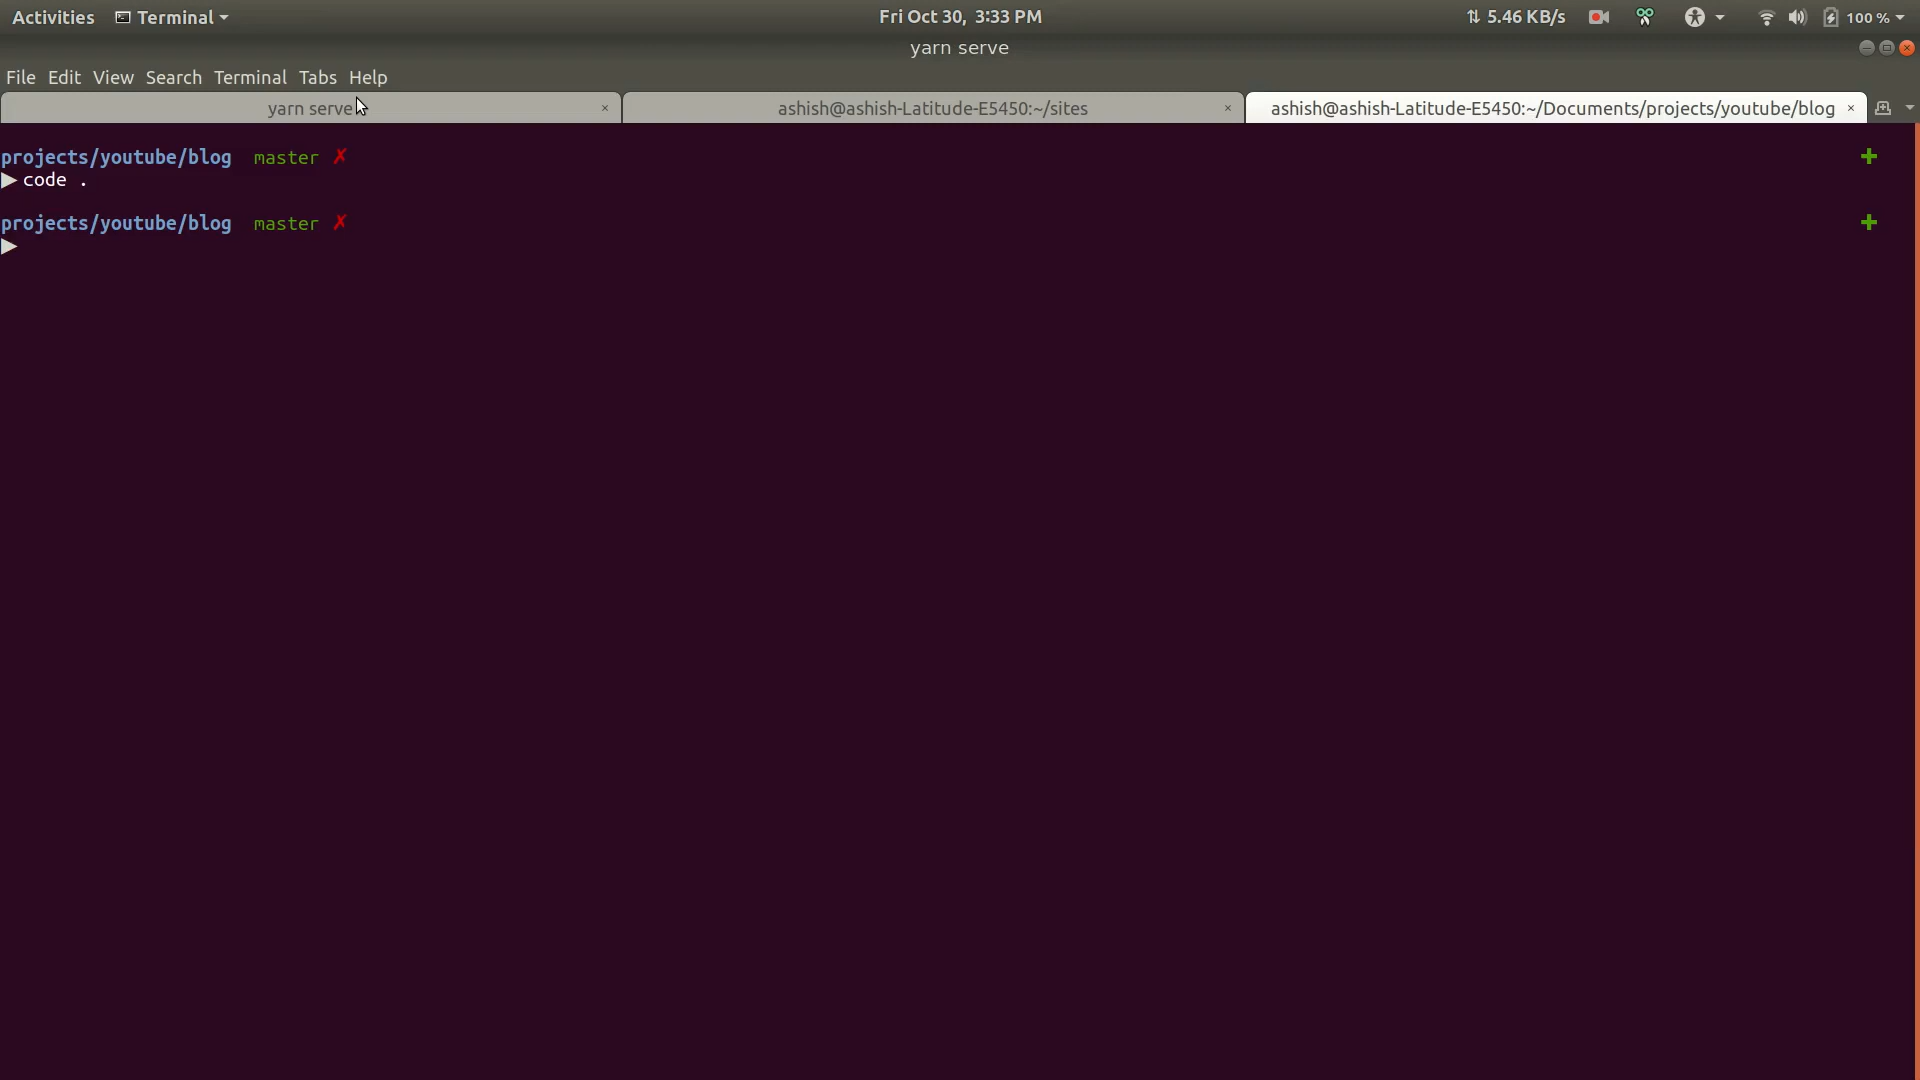 Activities Terminal Fri Oct 30, 3:33 PM 5.46 KB/s 100 %
yarn serve
File Edit View Search Terminal Tabs Help
yarn serve × ashish@ashish-Latitude-E5450:~/sites × ashish@ashish-Latitude-E5450:~/Documents/projects/youtube/blog ×
projects/youtube/blog master ✗ +
▶ code .
projects/youtube/blog master ✗ +
▶